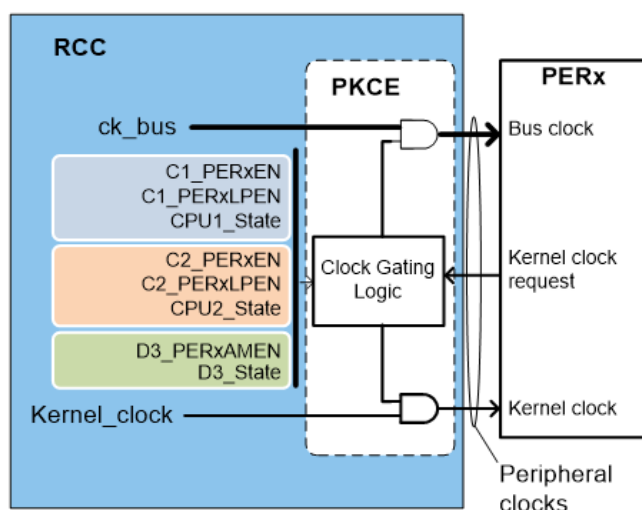 RCC
PKCE
PERx
ck_bus
Bus clock
C1_PERxEN
C1_PERxLPEN
CPU1_State
C2_PERxEN
C2_PERxLPEN
CPU2_State
D3_PERxAMEN
D3_State
Clock Gating
Logic
Kernel clock
request
Kernel_clock
Kernel clock
Peripheral
clocks